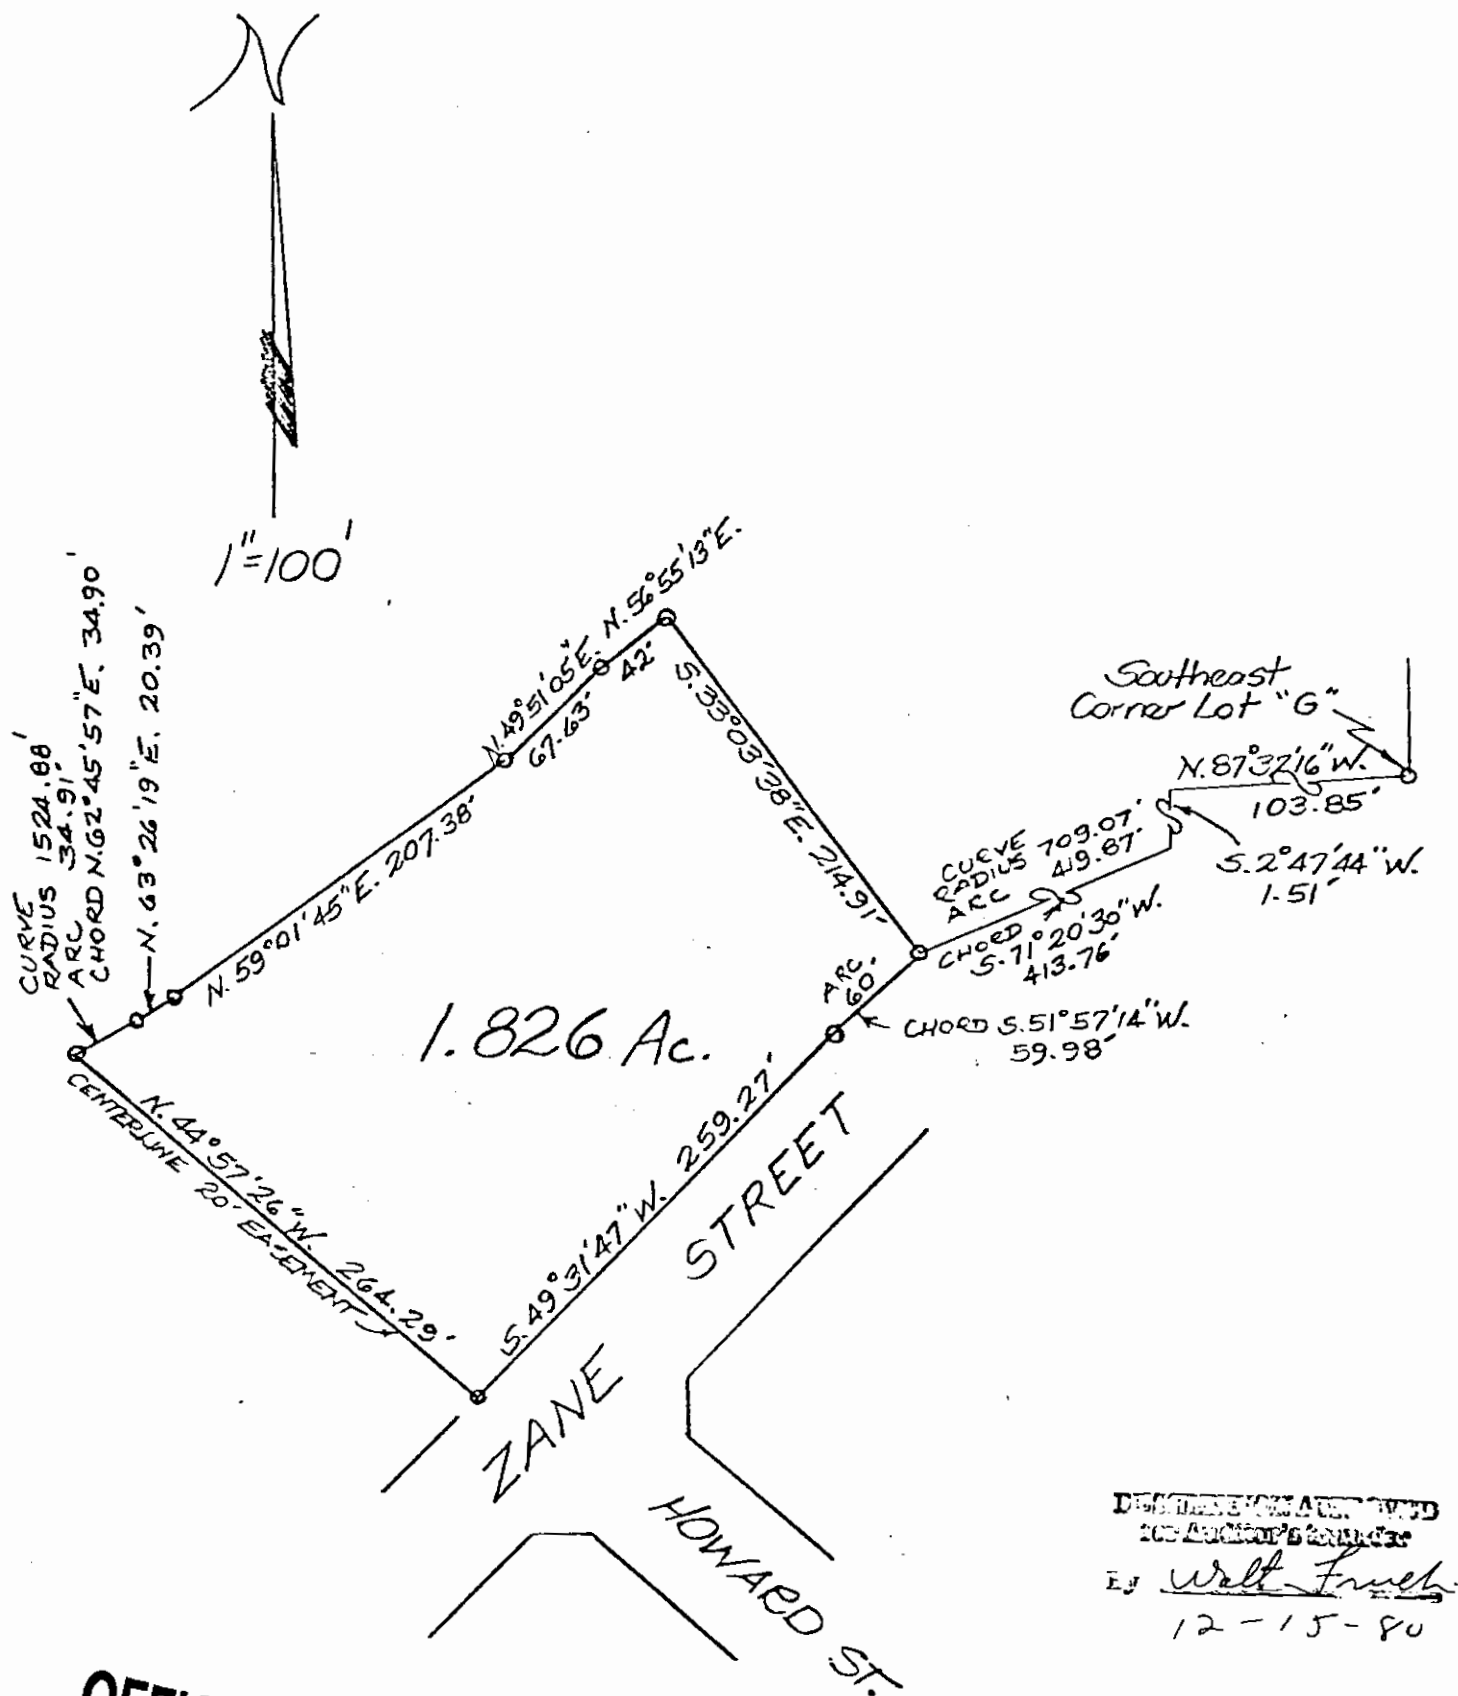 N
1"=100'
CURVE
RADIUS 1524.88'
ARC 34.91'
CHORD N.62°45'57"E. 34.90'
N.63°26'19"E. 20.39'
N.59°01'45"E. 207.38'
N.49°51'05"E.
67.63'
N.56°55'13"E.
42'
S.33°03'38"E. 214.91'
Southeast
Corner Lot "G"
N.87°32'16"W.
103.85'
S.2°47'44"W.
1.51'
CURVE
RADIUS 709.07'
ARC 419.87'
CHORD
S.71°20'30"W.
413.76'
ARC
60'
CHORD S.51°57'14"W.
59.98'
1.826 Ac.
S.49°31'47"W. 259.27'
N.44°57'26"W. 264.29'
CENTERLINE 20' EASEMENT
ZANE STREET
HOWARD ST.
By Walt
12-15-80